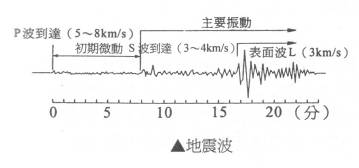 主要振動
P波到達（5～8km/s）
初期微動 S波到達（3～4km/s）
表面波L（3km/s）
0 5 10 15 20 （分）
▲地震波